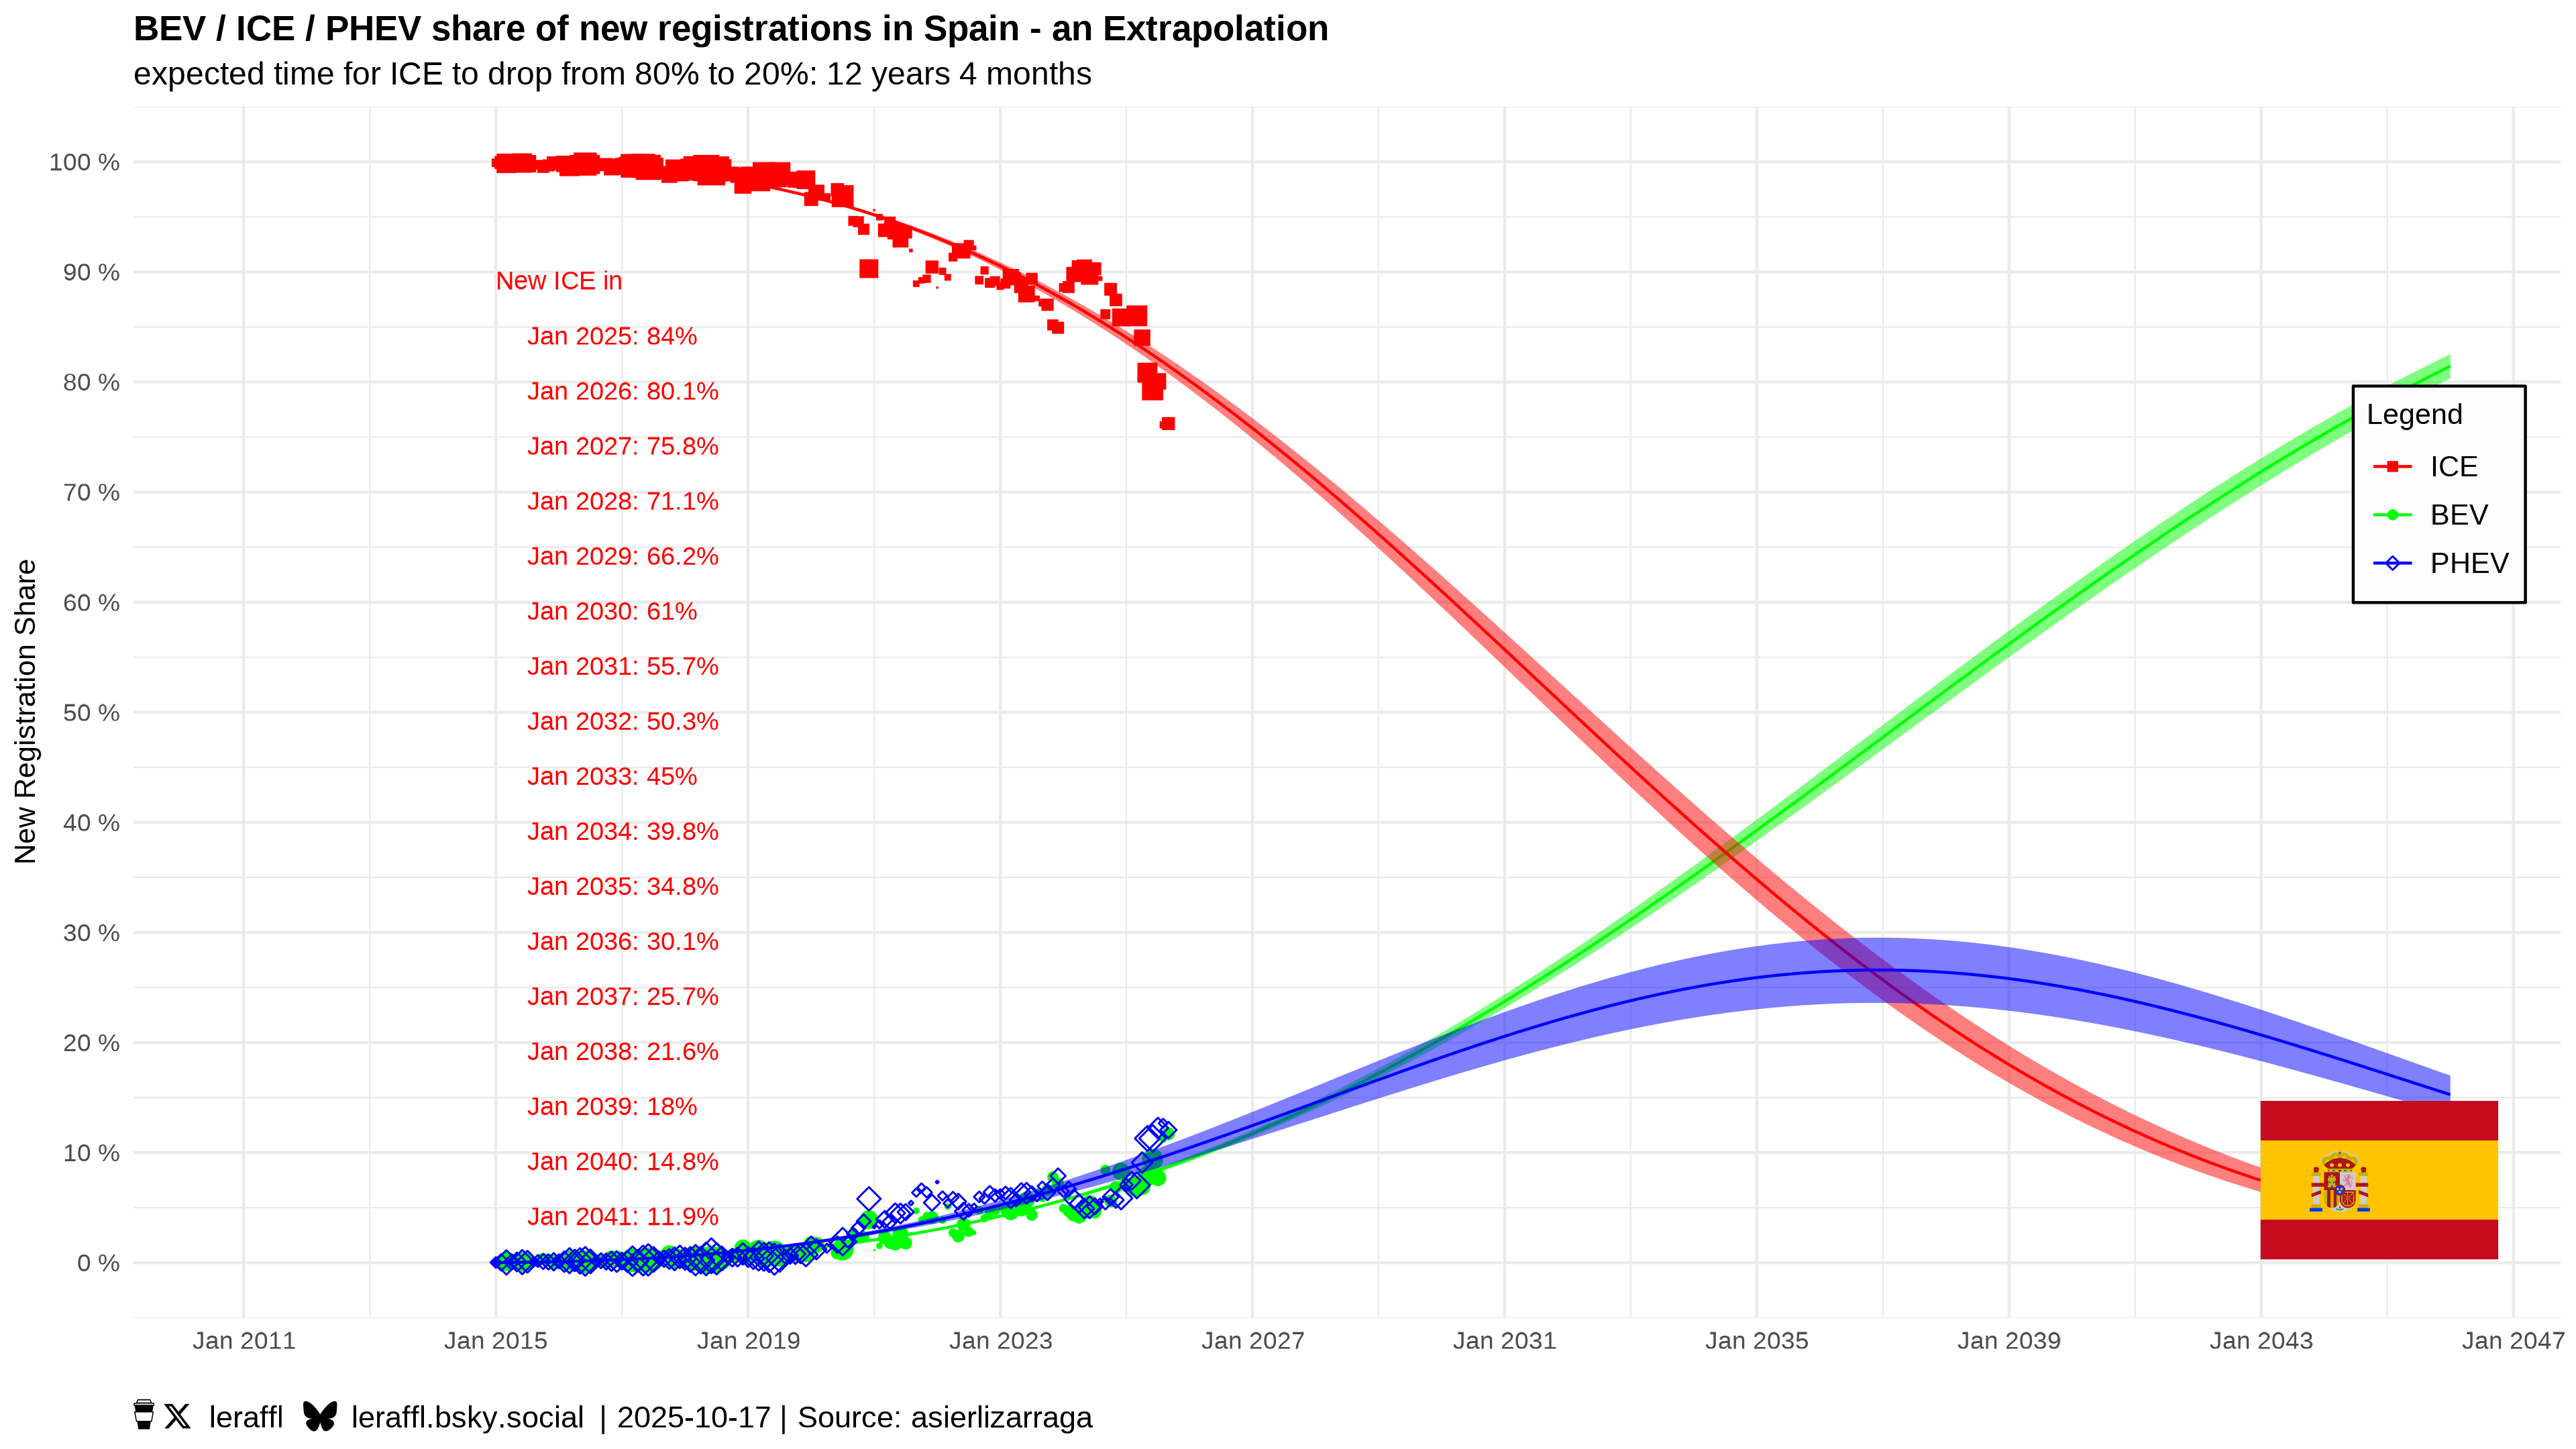 BEV / ICE / PHEV share of new registrations in Spain - an Extrapolation
expected time for ICE to drop from 80% to 20%: 12 years 4 months
New Registration Share
100 %
90 %
80 %
70 %
60 %
50 %
40 %
30 %
20 %
10 %
0 %
New ICE in
Jan 2025: 84%
Jan 2026: 80.1%
Jan 2027: 75.8%
Jan 2028: 71.1%
Jan 2029: 66.2%
Jan 2030: 61%
Jan 2031: 55.7%
Jan 2032: 50.3%
Jan 2033: 45%
Jan 2034: 39.8%
Jan 2035: 34.8%
Jan 2036: 30.1%
Jan 2037: 25.7%
Jan 2038: 21.6%
Jan 2039: 18%
Jan 2040: 14.8%
Jan 2041: 11.9%
Legend
ICE
BEV
PHEV
Jan 2011 Jan 2015 Jan 2019 Jan 2023 Jan 2027 Jan 2031 Jan 2035 Jan 2039 Jan 2043 Jan 2047
leraffl leraffl.bsky.social | 2025-10-17 | Source: asierlizarraga